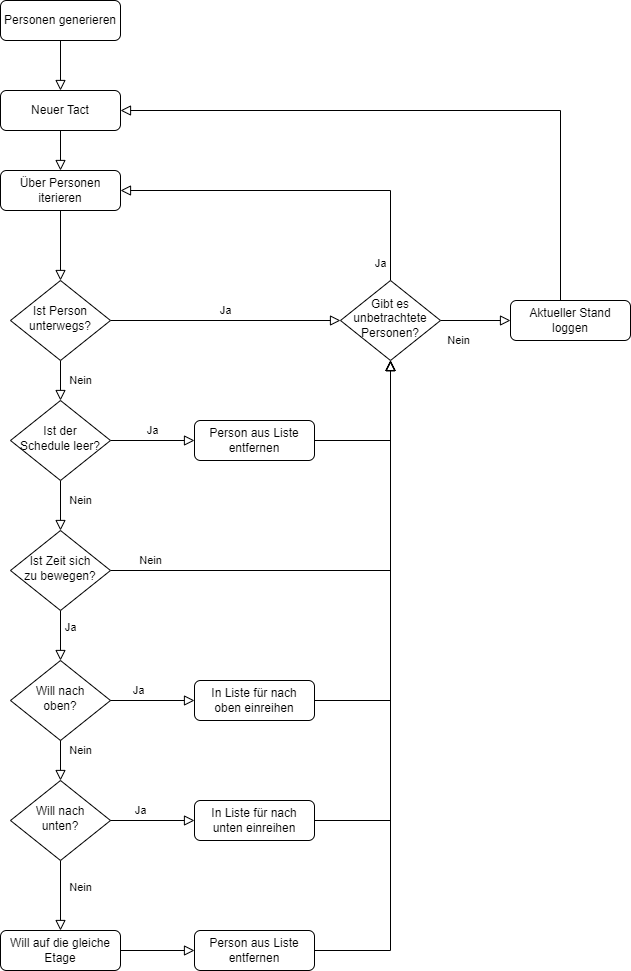 Personen generieren
Neuer Tact
Über Personen
iterieren
Ja
Ist Person
unterwegs?
Ja
Gibt es
unbetrachtete
Personen?
Nein
Aktueller Stand
loggen
Nein
Ist der
Schedule leer?
Ja
Person aus Liste
entfernen
Nein
Ist Zeit sich
zu bewegen?
Nein
Ja
Will nach
oben?
Ja
In Liste für nach
oben einreihen
Nein
Will nach
unten?
Ja
In Liste für nach
unten einreihen
Nein
Will auf die gleiche
Etage
Person aus Liste
entfernen